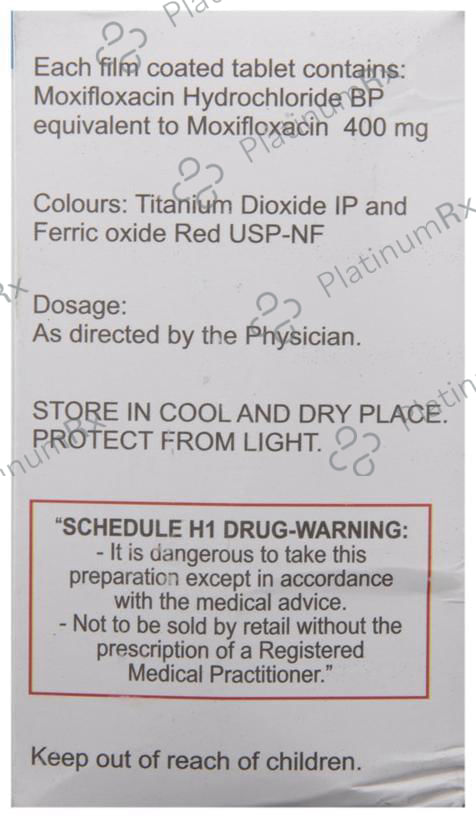 Each film coated tablet contains:
Moxifloxacin Hydrochloride BP
equivalent to Moxifloxacin 400 mg
Colours: Titanium Dioxide IP and
Ferric oxide Red USP-NF
Dosage:
As directed by the Physician.
STORE IN COOL AND DRY PLACE.
PROTECT FROM LIGHT.
"SCHEDULE H1 DRUG-WARNING:
- It is dangerous to take this
preparation except in accordance
with the medical advice.
- Not to be sold by retail without the
prescription of a Registered
Medical Practitioner."
Keep out of reach of children.
PlatinumRx
PlatinumRx